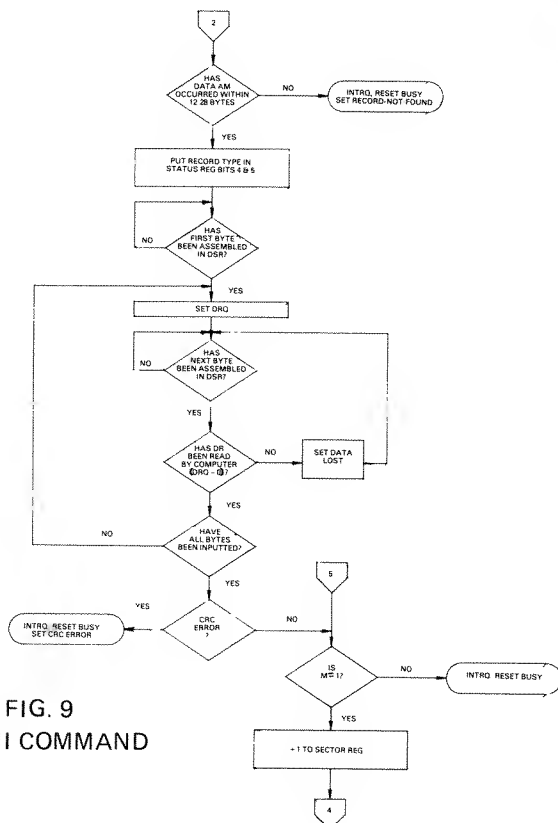 2
HAS
DATA AM
OCCURRED WITHIN
12 28 BYTES
NO
INTRQ, RESET BUSY
SET RECORD-NOT FOUND
YES
PUT RECORD TYPE IN
STATUS REG BITS 4 & 5
HAS
FIRST BYTE
BEEN ASSEMBLED
IN DSR?
NO
YES
SET DRQ
HAS
NEXT BYTE
BEEN ASSEMBLED
IN DSR?
NO
YES
HAS DR
BEEN READ
BY COMPUTER
NO
SET DATA
LOST
YES
HAVE
ALL BYTES
BEEN INPUTTED?
NO
YES
CRC
ERROR
?
YES
INTRQ, RESET BUSY
SET CRC ERROR
NO
5
IS
M = 1?
NO
INTRQ, RESET BUSY
YES
+ 1 TO SECTOR REG
4
FIG. 9
I COMMAND